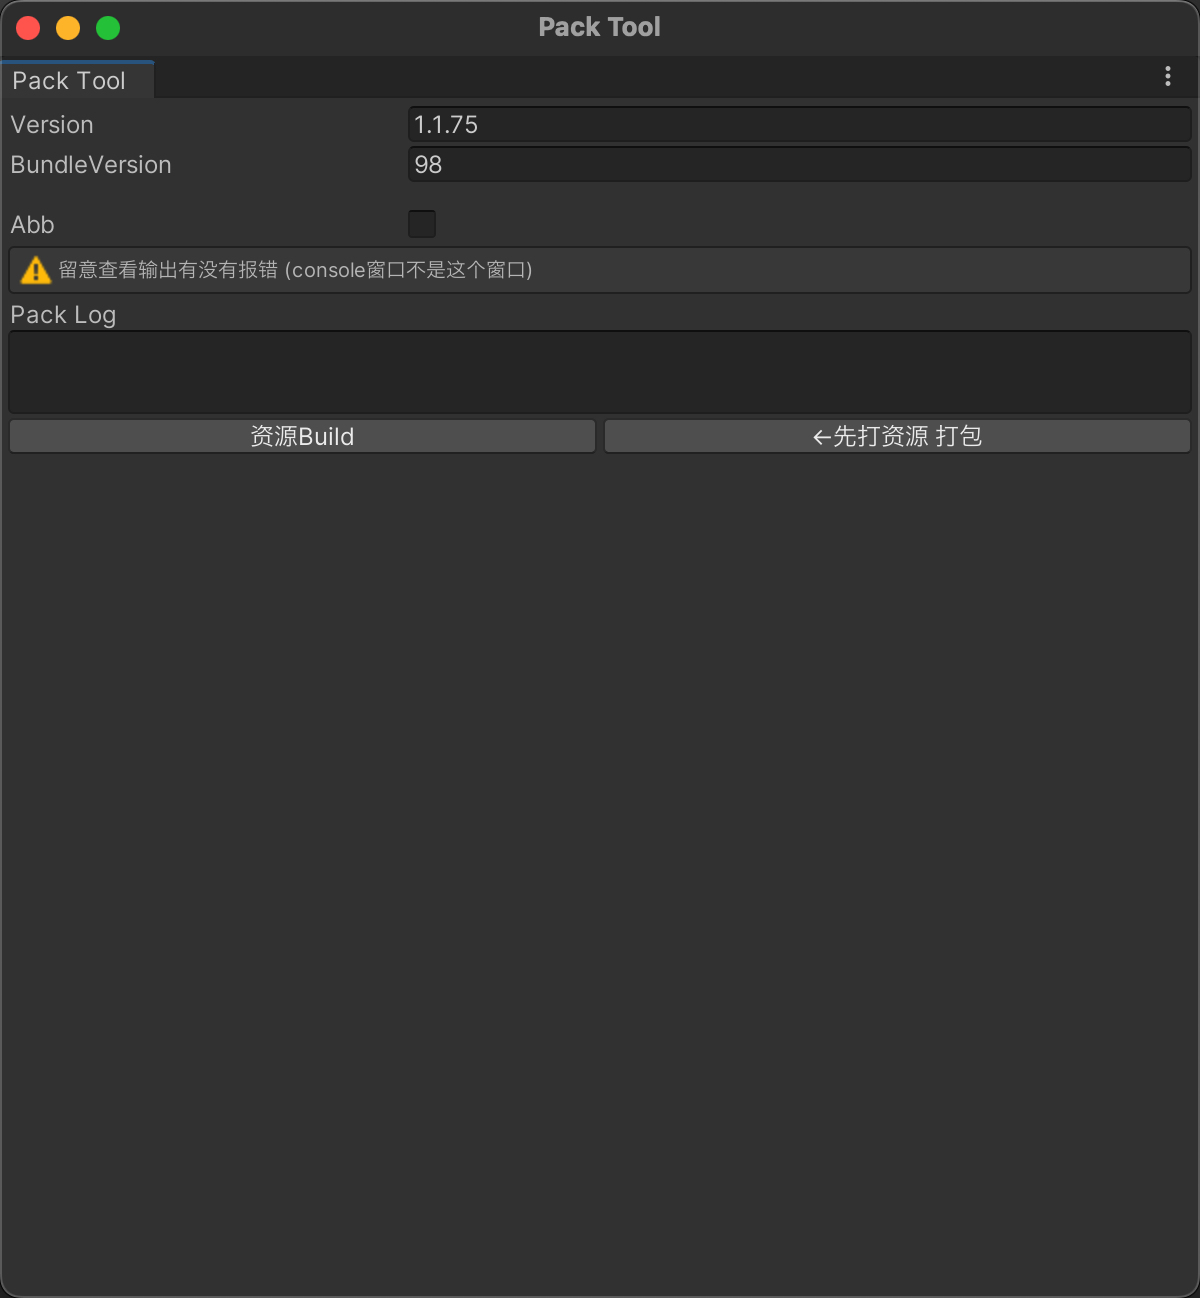 Pack Tool
Pack Tool
Version 1.1.75
BundleVersion 98
Abb
留意查看输出有没有报错 (console窗口不是这个窗口)
Pack Log
资源Build ←先打资源 打包